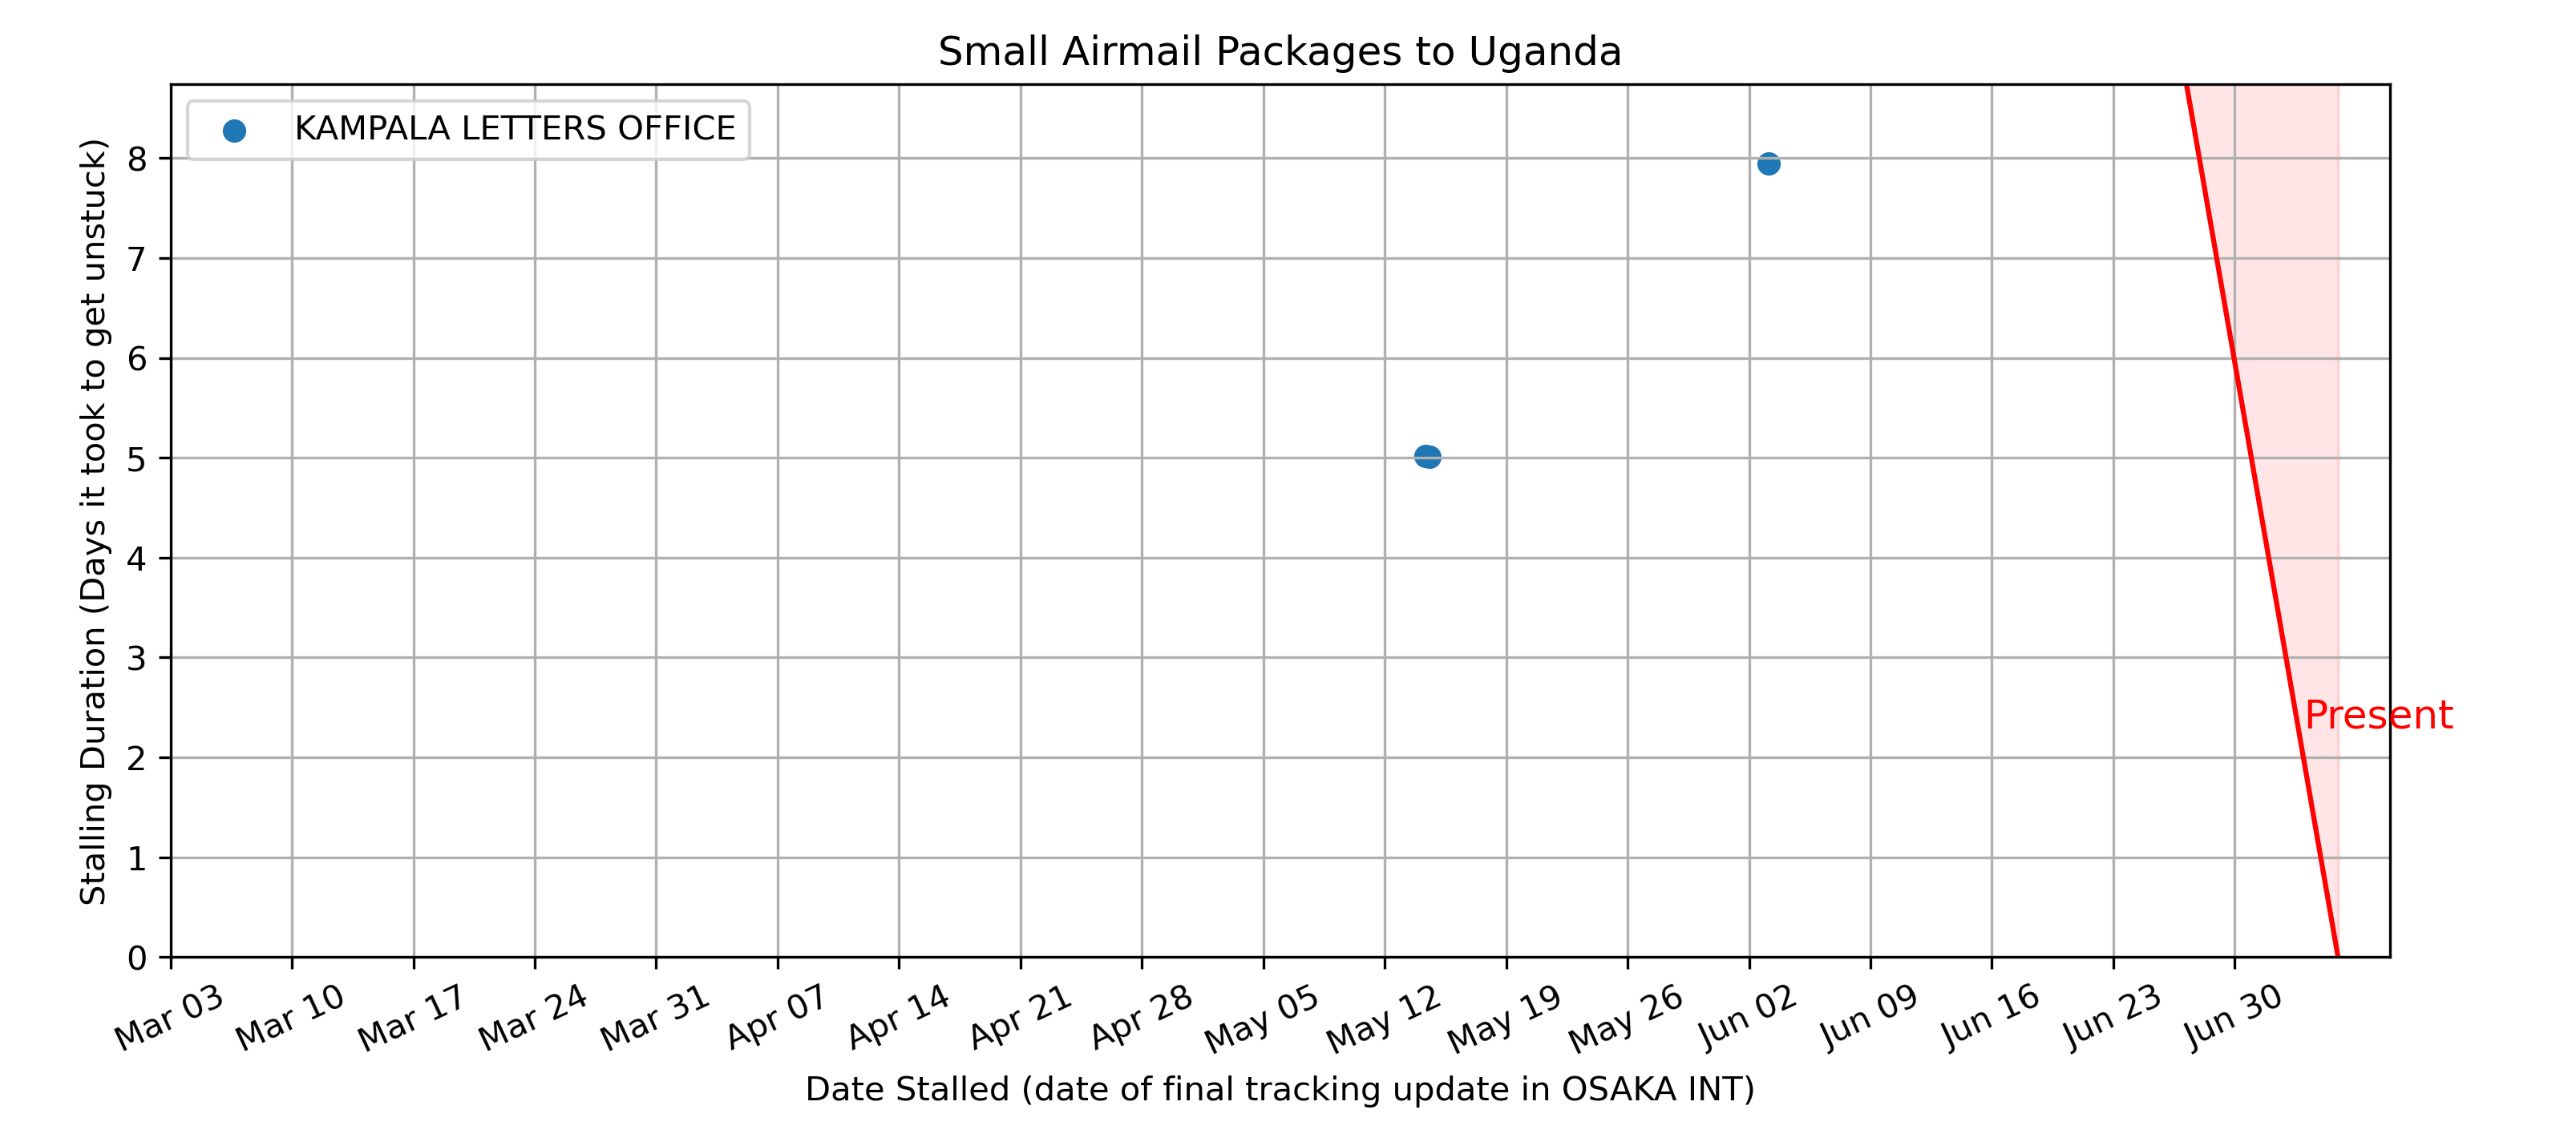 Small Airmail Packages to Uganda
KAMPALA LETTERS OFFICE
Stalling Duration (Days it took to get unstuck)
8
7
6
5
4
3
2
1
0
Present
Mar 03 Mar 10 Mar 17 Mar 24 Mar 31 Apr 07 Apr 14 Apr 21 Apr 28 May 05 May 12 May 19 May 26 Jun 02 Jun 09 Jun 16 Jun 23 Jun 30
Date Stalled (date of final tracking update in OSAKA INT)